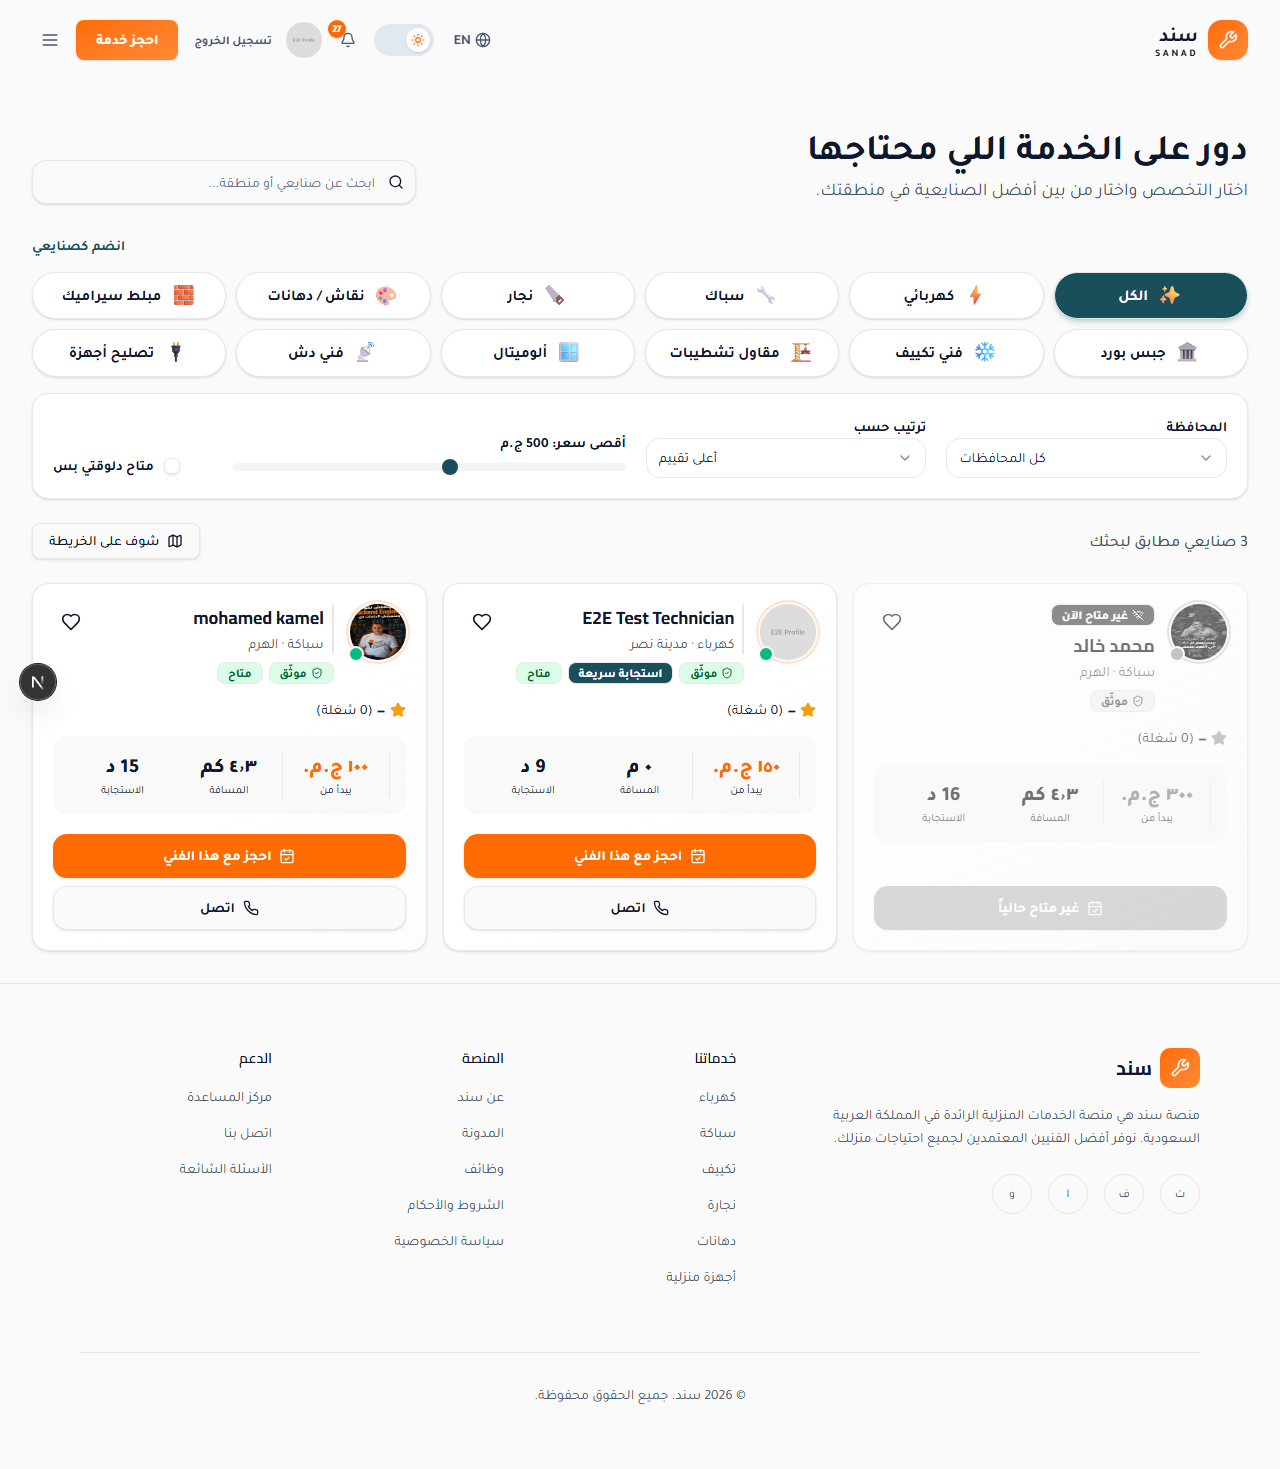 سند
SANAD
EN
27
تسجيل الخروج
احجز خدمة
دور على الخدمة اللي محتاجها
اختار التخصص واختار من بين أفضل الصنايعية في منطقتك.
ابحث عن صنايعي أو منطقة...
انضم كصنايعي
الكل
كهربائي
سباك
نجار
نقاش / دهانات
مبلط سيراميك
جبس بورد
فني تكييف
مقاول تشطيبات
ألوميتال
فني دش
تصليح أجهزة
المحافظة
كل المحافظات
ترتيب حسب
أعلى تقييم
أقصى سعر: 500 ج.م
متاح دلوقتي بس
3 صنايعي مطابق لبحثك
شوف على الخريطة
غير متاح الآن
محمد خالد
سباكة · الهرم
موثّق
– (0 شغلة)
٣٠٠ ج.م.
٤٫٣ كم
16 د
يبدأ من
المسافة
الاستجابة
غير متاح حالياً
E2E Profile
E2E Test Technician
كهرباء · مدينة نصر
موثّق
استجابة سريعة
متاح
– (0 شغلة)
١٥٠ ج.م.
٠ م
9 د
يبدأ من
المسافة
الاستجابة
احجز مع هذا الفني
اتصل
mohamed kamel
سباكة · الهرم
موثّق
متاح
– (0 شغلة)
١٠٠ ج.م.
٤٫٣ كم
15 د
يبدأ من
المسافة
الاستجابة
احجز مع هذا الفني
اتصل
N
سند
منصة سند هي منصة الخدمات المنزلية الرائدة في المملكة العربية
السعودية. نوفر أفضل الفنيين المعتمدين لجميع احتياجات منزلك.
ت
ف
ا
و
خدماتنا
كهرباء
سباكة
تكييف
نجارة
دهانات
أجهزة منزلية
المنصة
عن سند
المدونة
وظائف
الشروط والأحكام
سياسة الخصوصية
الدعم
مركز المساعدة
اتصل بنا
الأسئلة الشائعة
© 2026 سند. جميع الحقوق محفوظة.